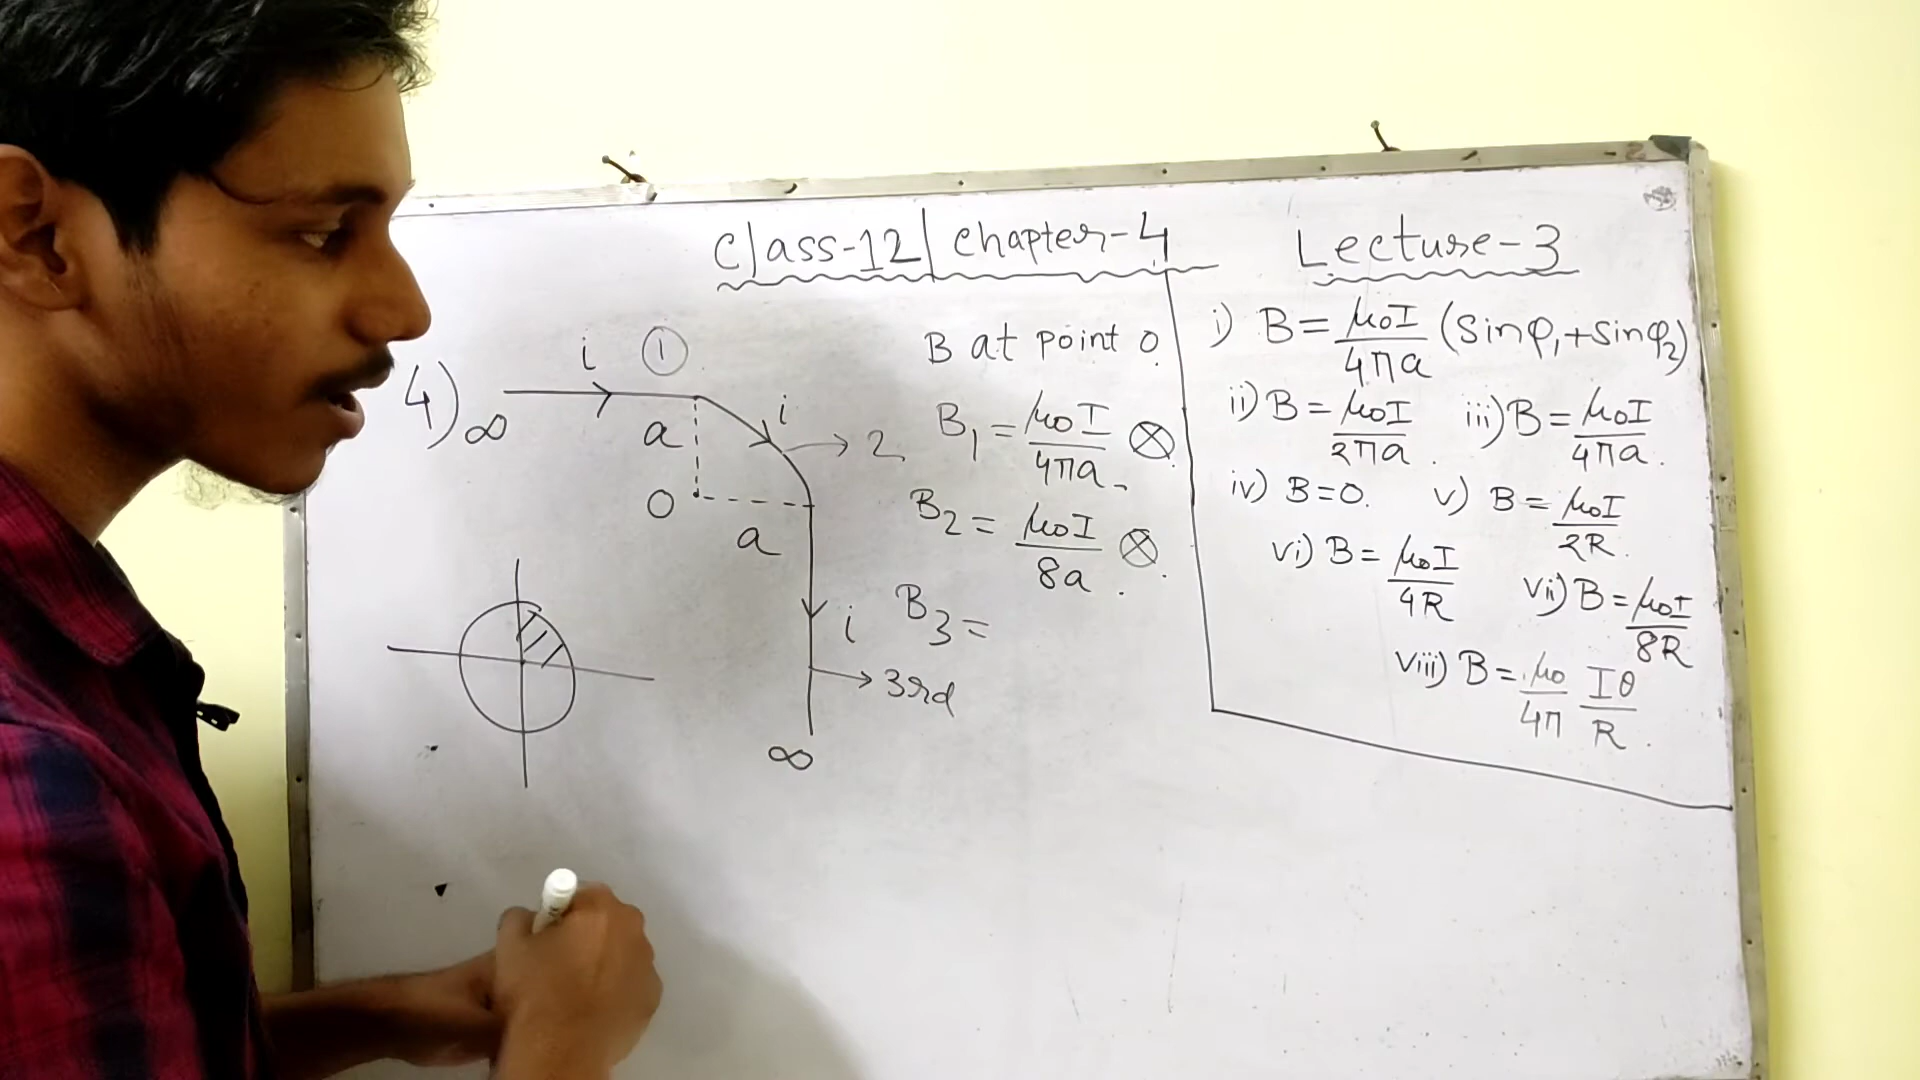 Class-12 | Chapter-4
Lecture-3
4)
∞
i
①
i
a
→ 2
O
a
i
→ 3rd
∞
B at point O.
B₁ = μ₀I/4πa ⊗.
B₂ = μ₀I/8a ⊗.
B₃ =
i) B = μ₀I/4πa (Sinφ₁+sinφ₂)
ii) B = μ₀I/2πa. iii) B = μ₀I/4πa.
iv) B=0. v) B = μ₀I/2R.
vi) B = μ₀I/4R vii) B = μ₀I/8R
viii) B = μ₀/4π Iθ/R.